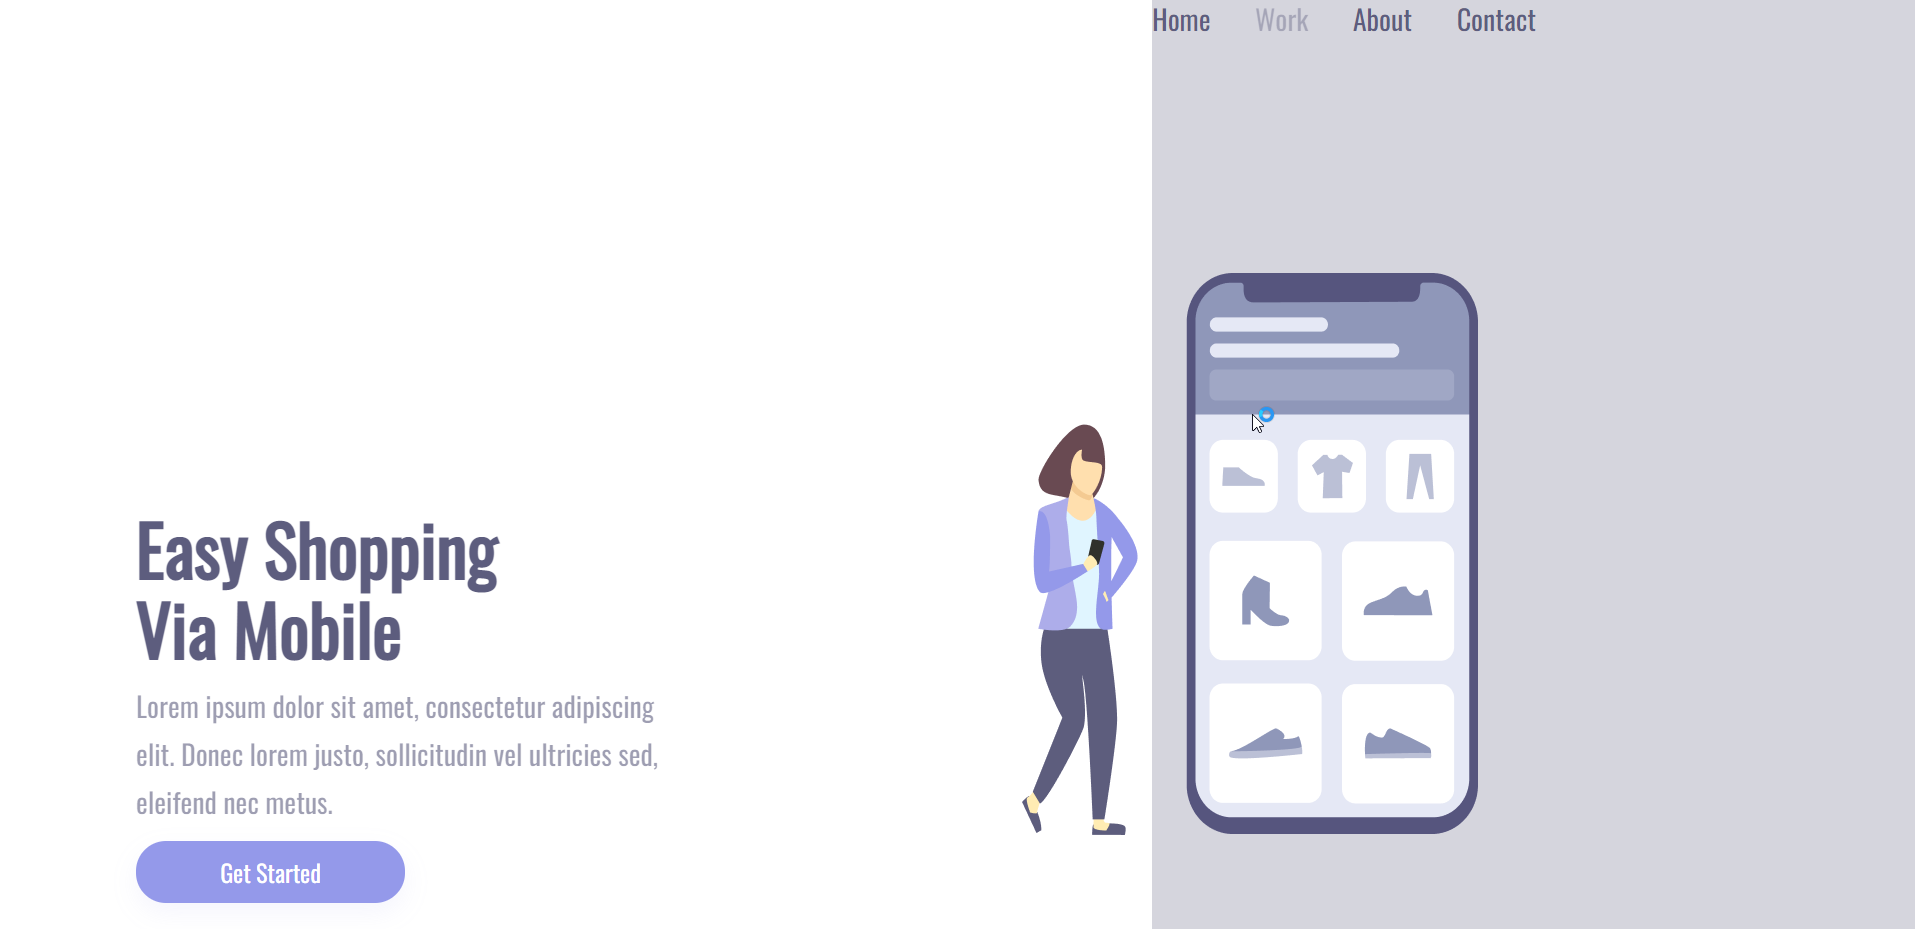 Home Work About Contact
Easy Shopping
Via Mobile
Lorem ipsum dolor sit amet, consectetur adipiscing
elit. Donec lorem justo, sollicitudin vel ultricies sed,
eleifend nec metus.
Get Started